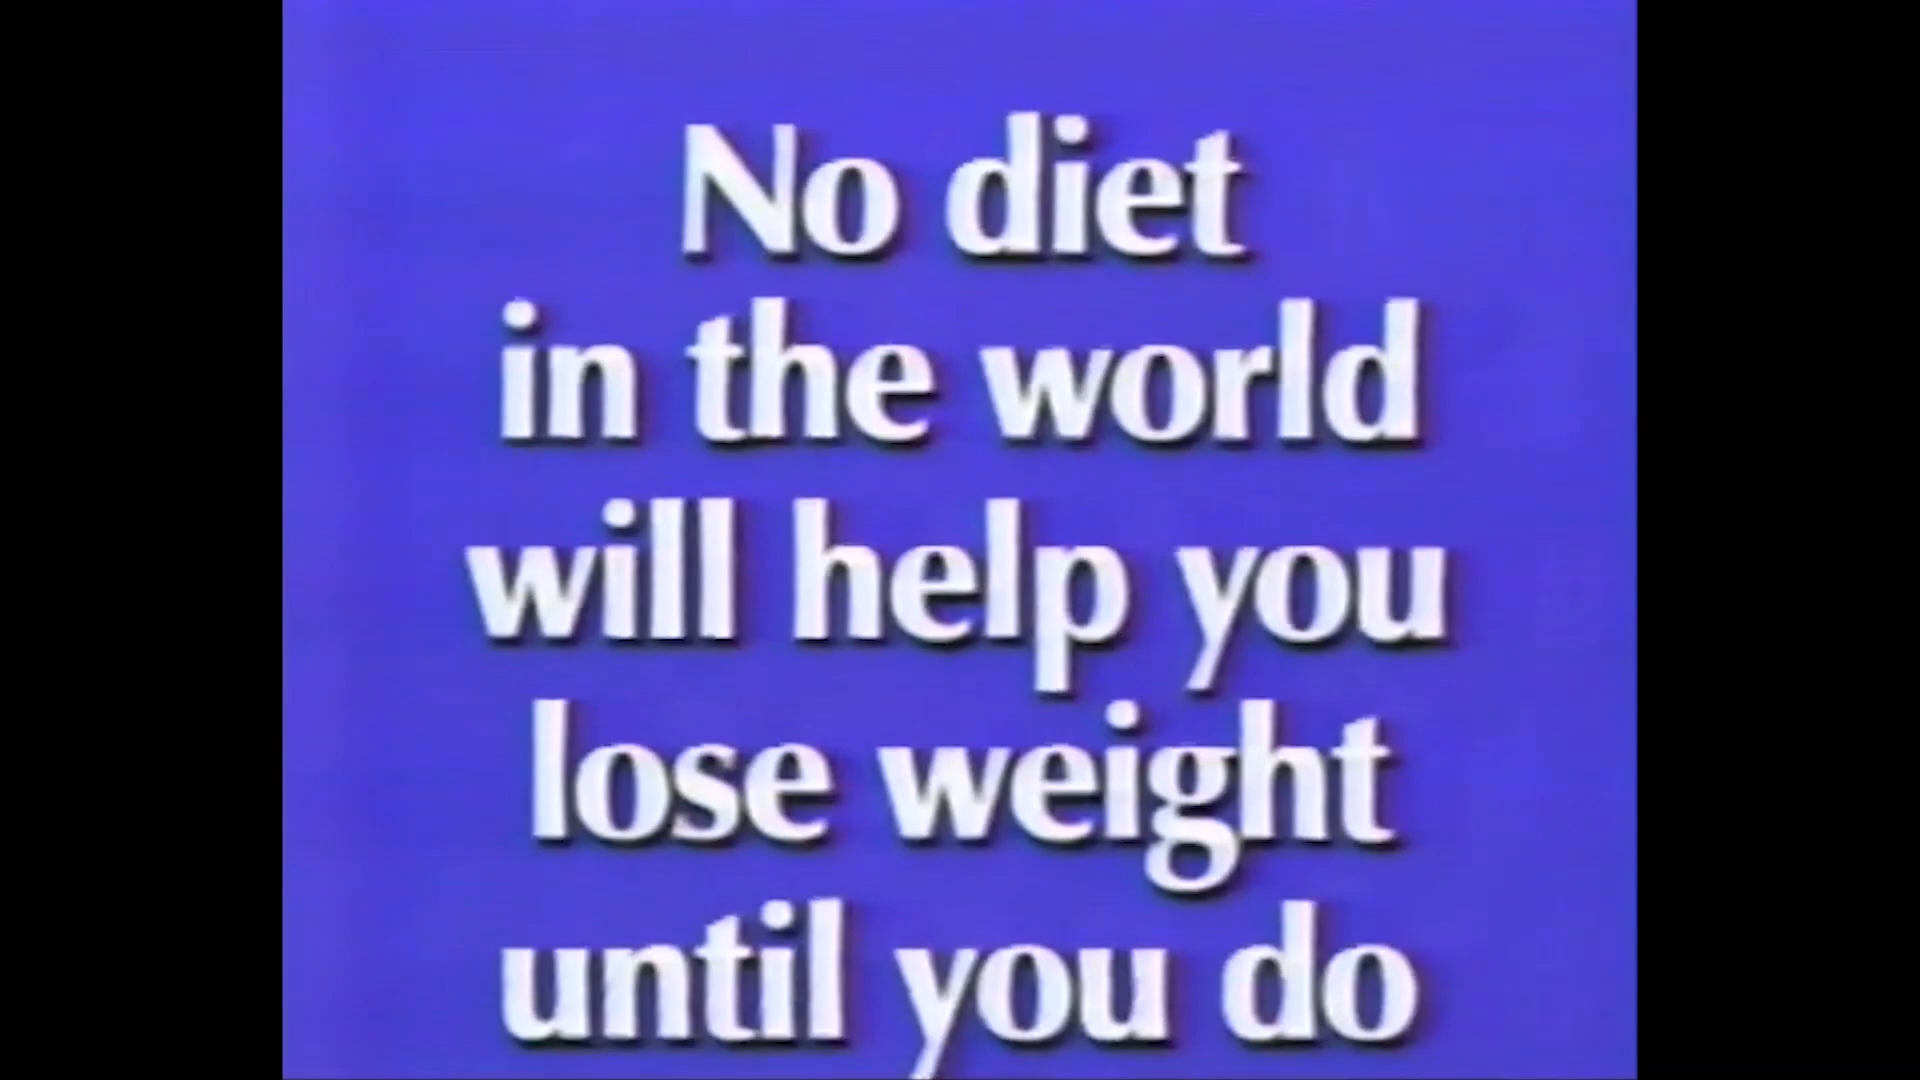 No diet
in the world
will help you
lose weight
until you do